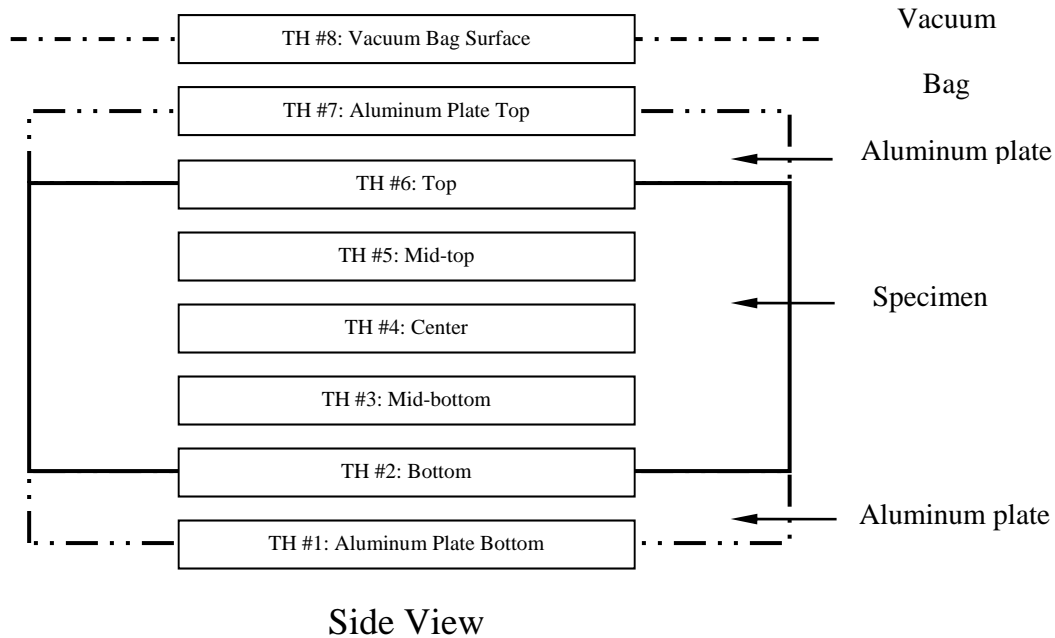 Vacuum
TH #8: Vacuum Bag Surface
Bag
TH #7: Aluminum Plate Top
Aluminum plate
TH #6: Top
TH #5: Mid-top
Specimen
TH #4: Center
TH #3: Mid-bottom
TH #2: Bottom
Aluminum plate
TH #1: Aluminum Plate Bottom
Side View